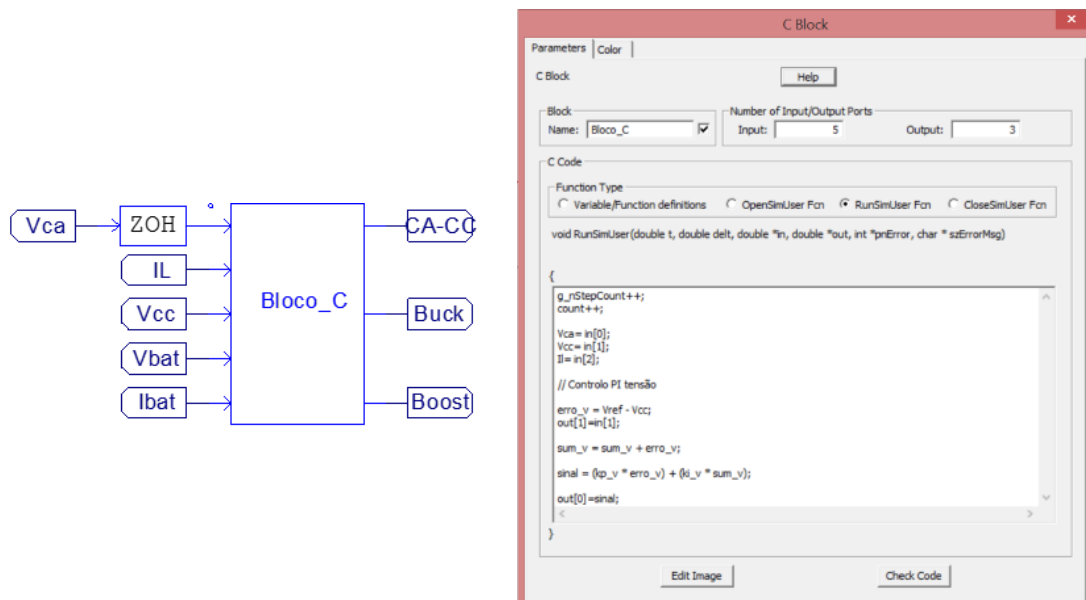 Vca
ZOH
IL
Vcc
Vbat
Ibat
Bloco_C
CA-CC
Buck
Boost
C Block
Parameters
Color
C Block
Help
Block
Name: Bloco_C
Number of Input/Output Ports
Input: 5
Output: 3
C Code
Function Type
Variable/Function definitions
OpenSimUser Fcn
RunSimUser Fcn
CloseSimUser Fcn
void RunSimUser(double t, double delt, double *in, double *out, int *pnError, char * szErrorMsg)
{
g_nStepCount++;
count++;
Vca= in[0];
Vcc= in[1];
Il= in[2];
// Controlo PI tensão
erro_v = Vref - Vcc;
out[1]=in[1];
sum_v = sum_v + erro_v;
sinal = (kp_v * erro_v) + (ki_v * sum_v);
out[0]=sinal;
}
Edit Image
Check Code